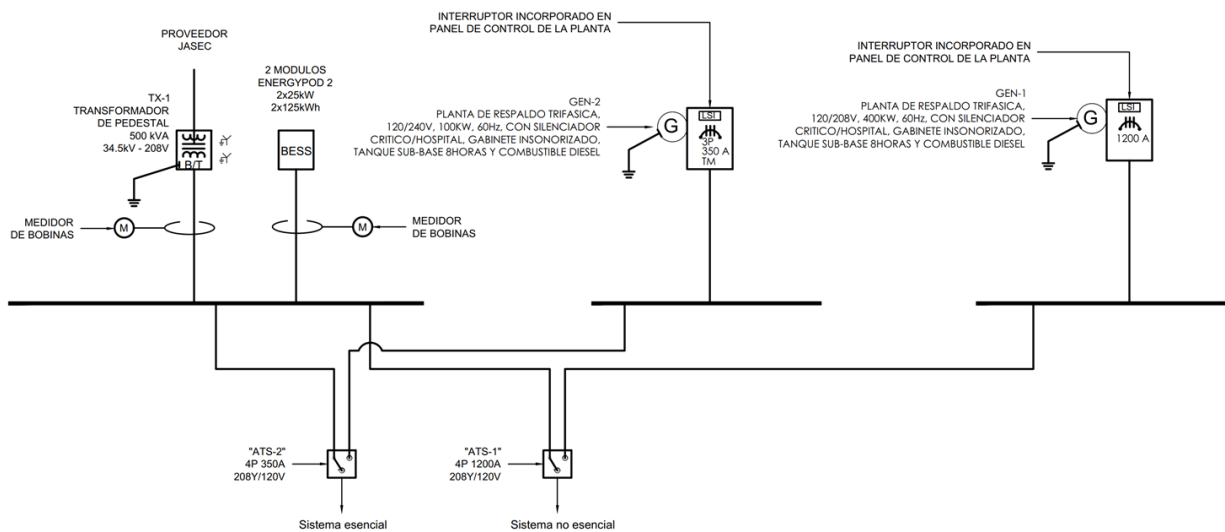 PROVEEDOR
JASEC
TX-1
TRANSFORMADOR
DE PEDESTAL
500 kVA
34.5kV - 208V
B/T
2 MODULOS
ENERGYPOD 2
2x25kW
2x125kWh
BESS
MEDIDOR
DE BOBINAS
M
M
MEDIDOR
DE BOBINAS
INTERRUPTOR INCORPORADO EN
PANEL DE CONTROL DE LA PLANTA
GEN-2
PLANTA DE RESPALDO TRIFASICA,
120/240V, 100KW, 60Hz, CON SILENCIADOR
CRITICO/HOSPITAL, GABINETE INSONORIZADO,
TANQUE SUB-BASE 8HORAS Y COMBUSTIBLE DIESEL
G
LSI
3P
350 A
TM
INTERRUPTOR INCORPORADO EN
PANEL DE CONTROL DE LA PLANTA
GEN-1
PLANTA DE RESPALDO TRIFASICA,
120/208V, 400KW, 60Hz, CON SILENCIADOR
CRITICO/HOSPITAL, GABINETE INSONORIZADO,
TANQUE SUB-BASE 8HORAS Y COMBUSTIBLE DIESEL
G
LSI
1200 A
"ATS-2"
4P 350A
208Y/120V
Sistema esencial
"ATS-1"
4P 1200A
208Y/120V
Sistema no esencial